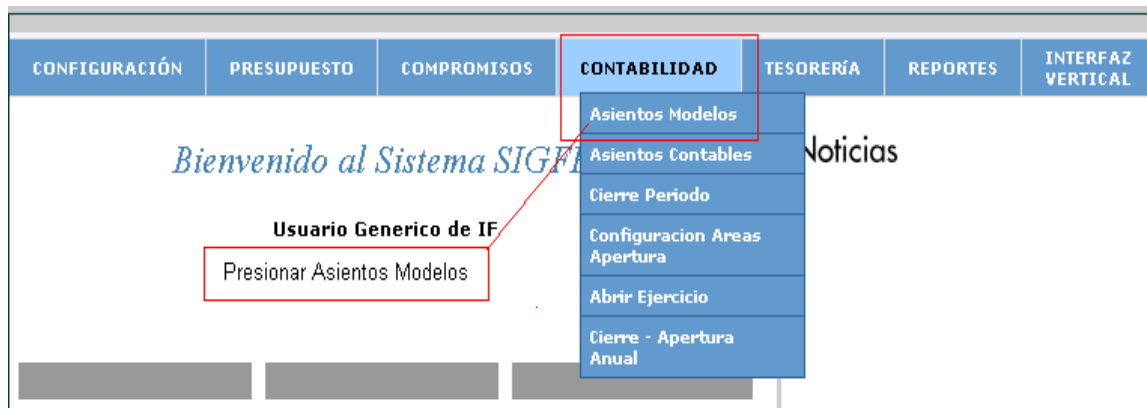 CONFIGURACIÓN PRESUPUESTO COMPROMISOS CONTABILIDAD TESORERíA REPORTES INTERFAZ VERTICAL
Asientos Modelos
Bienvenido al Sistema
Asientos Contables
Noticias
Cierre Periodo
Usuario Generico de IF
Configuracion Areas
Apertura
Presionar Asientos Modelos
Abrir Ejercicio
Cierre - Apertura
Anual